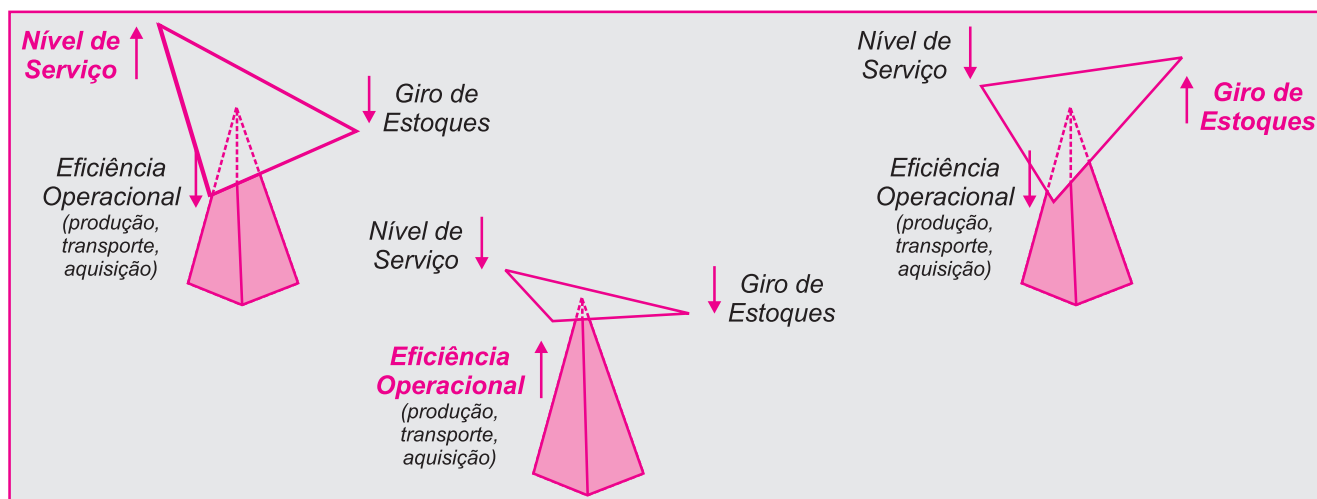 Nível de
Serviço
Giro de
Estoques
Eficiência
Operacional
(produção,
transporte,
aquisição)
Nível de
Serviço
Giro de
Estoques
Eficiência
Operacional
(produção,
transporte,
aquisição)
Nível de
Serviço
Giro de
Estoques
Eficiência
Operacional
(produção,
transporte,
aquisição)